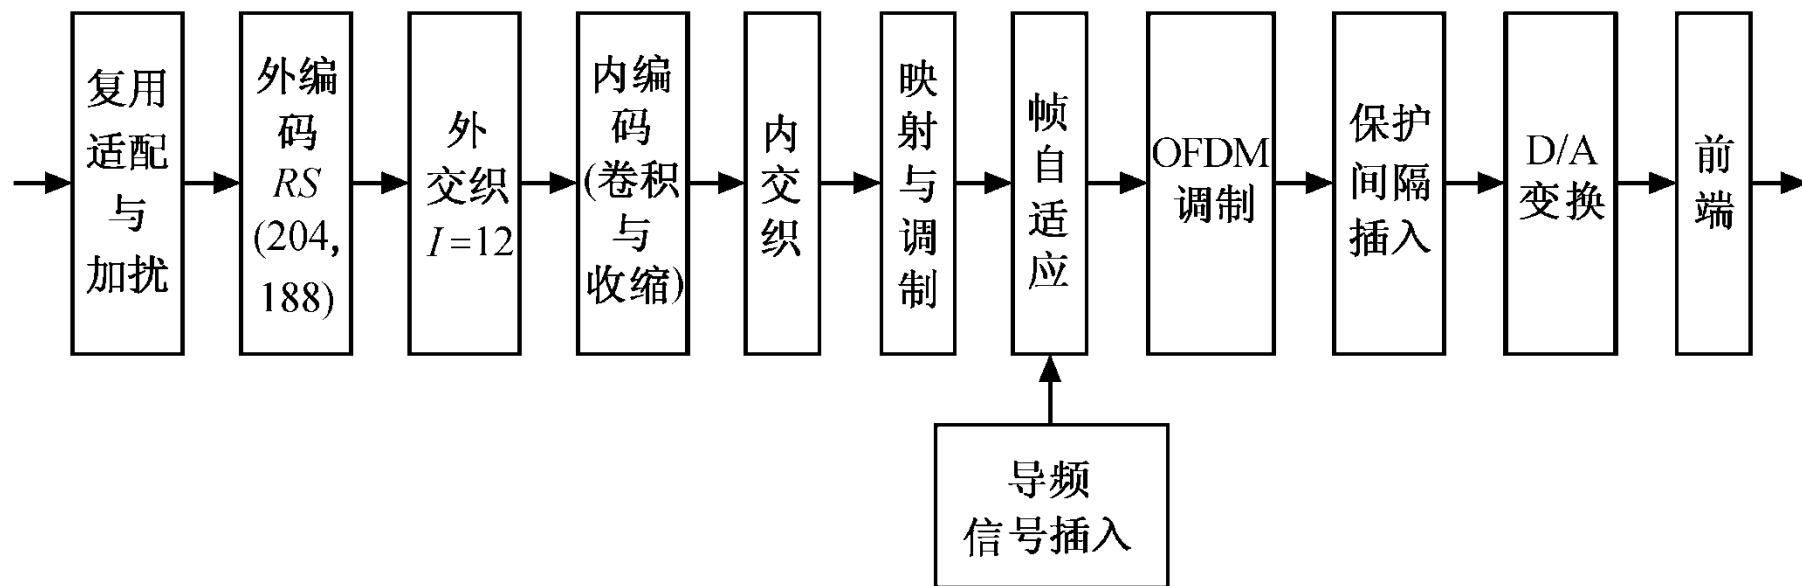 复用
适配
与
加扰
外编
码
RS
(204,
188)
外
交织
I=12
内编
码
(卷积
与
收缩)
内
交
织
映
射
与
调
制
帧
自
适
应
OFDM
调制
保护
间隔
插入
D/A
变换
前
端
导频
信号插入